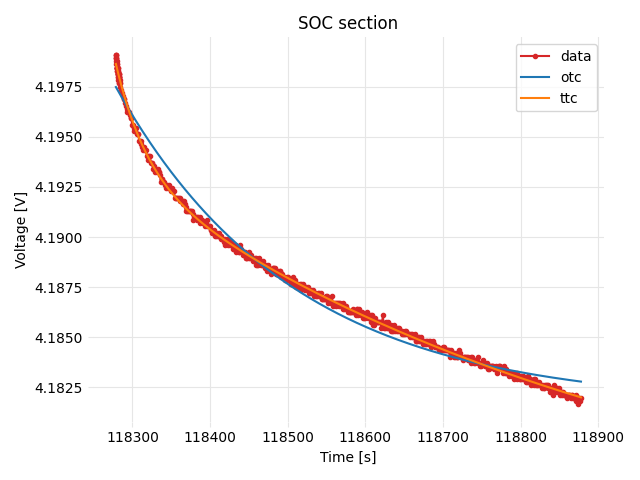 SOC section
data
otc
ttc
Voltage [V]
4.1975
4.1950
4.1925
4.1900
4.1875
4.1850
4.1825
118300 118400 118500 118600 118700 118800 118900
Time [s]